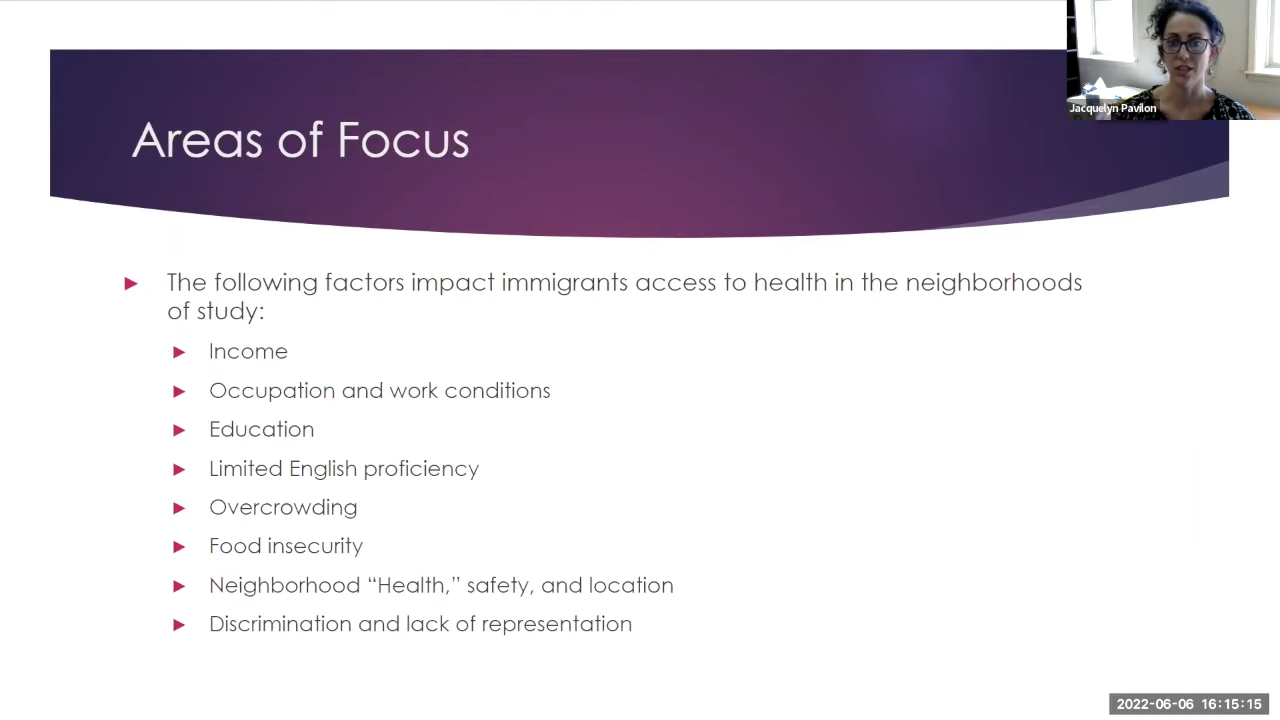 Jacquelyn Pavilon
Areas of Focus
The following factors impact immigrants access to health in the neighborhoods
of study:
Income
Occupation and work conditions
Education
Limited English proficiency
Overcrowding
Food insecurity
Neighborhood “Health,” safety, and location
Discrimination and lack of representation
2022-06-06 16:15:15